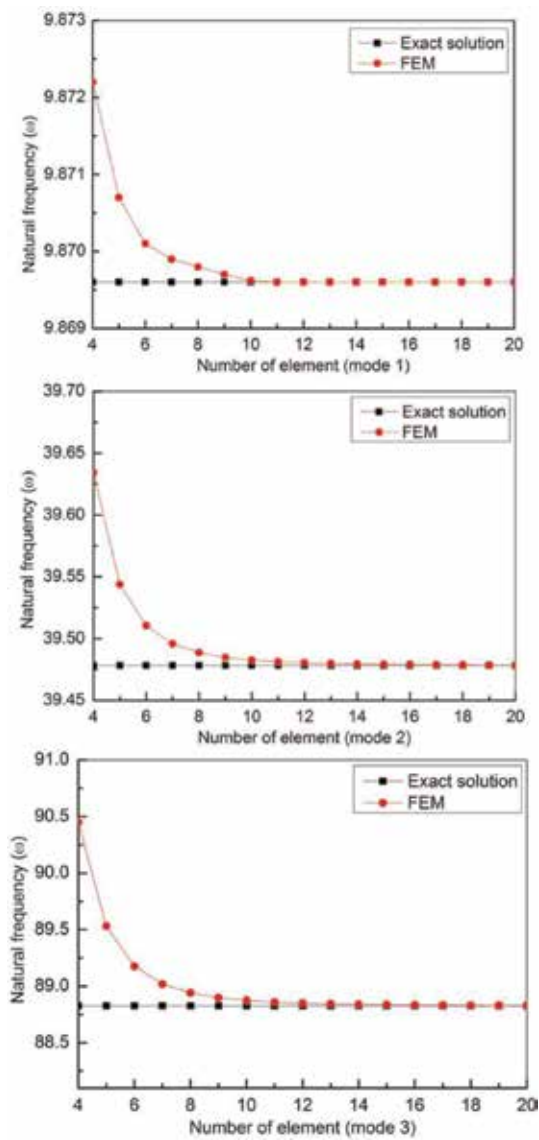 9.873
9.872
9.871
9.870
9.869
Natural frequency (ω)
Exact solution
FEM
4 6 8 10 12 14 16 18 20
Number of element (mode 1)
39.70
39.65
39.60
39.55
39.50
39.45
Natural frequency (ω)
Exact solution
FEM
4 6 8 10 12 14 16 18 20
Number of element (mode 2)
91.0
90.5
90.0
89.5
89.0
88.5
Natural frequency (ω)
Exact solution
FEM
4 6 8 10 12 14 16 18 20
Number of element (mode 3)